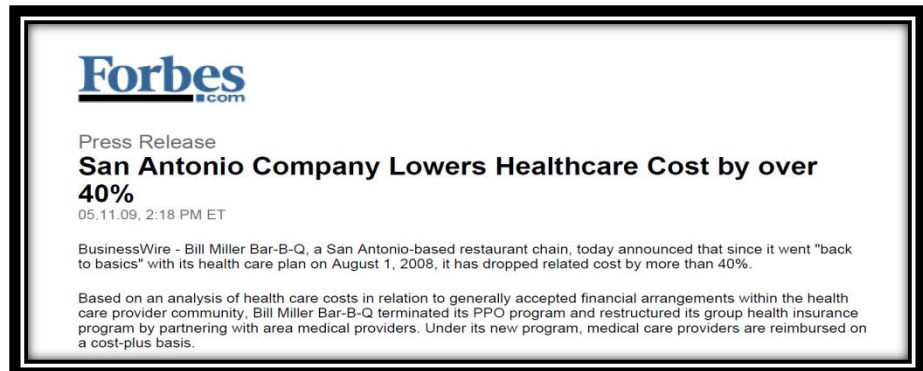 Forbes
.com
Press Release
San Antonio Company Lowers Healthcare Cost by over
40%
05.11.09, 2:18 PM ET
BusinessWire - Bill Miller Bar-B-Q, a San Antonio-based restaurant chain, today announced that since it went "back
to basics" with its health care plan on August 1, 2008, it has dropped related cost by more than 40%.
Based on an analysis of health care costs in relation to generally accepted financial arrangements within the health
care provider community, Bill Miller Bar-B-Q terminated its PPO program and restructured its group health insurance
program by partnering with area medical providers. Under its new program, medical care providers are reimbursed on
a cost-plus basis.